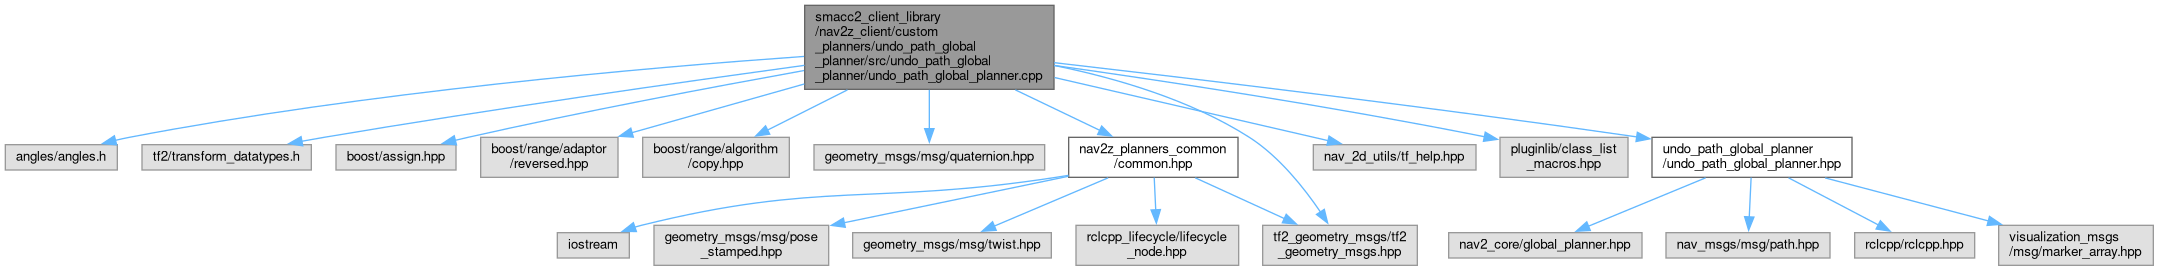 smacc2_client_library
/nav2z_client/custom
_planners/undo_path_global
_planner/src/undo_path_global
_planner/undo_path_global_planner.cpp
angles/angles.h
tf2/transform_datatypes.h
boost/assign.hpp
boost/range/adaptor
/reversed.hpp
boost/range/algorithm
/copy.hpp
geometry_msgs/msg/quaternion.hpp
nav2z_planners_common
/common.hpp
nav_2d_utils/tf_help.hpp
pluginlib/class_list
_macros.hpp
undo_path_global_planner
/undo_path_global_planner.hpp
iostream
geometry_msgs/msg/pose
_stamped.hpp
geometry_msgs/msg/twist.hpp
rclcpp_lifecycle/lifecycle
_node.hpp
tf2_geometry_msgs/tf2
_geometry_msgs.hpp
nav2_core/global_planner.hpp
nav_msgs/msg/path.hpp
rclcpp/rclcpp.hpp
visualization_msgs
/msg/marker_array.hpp